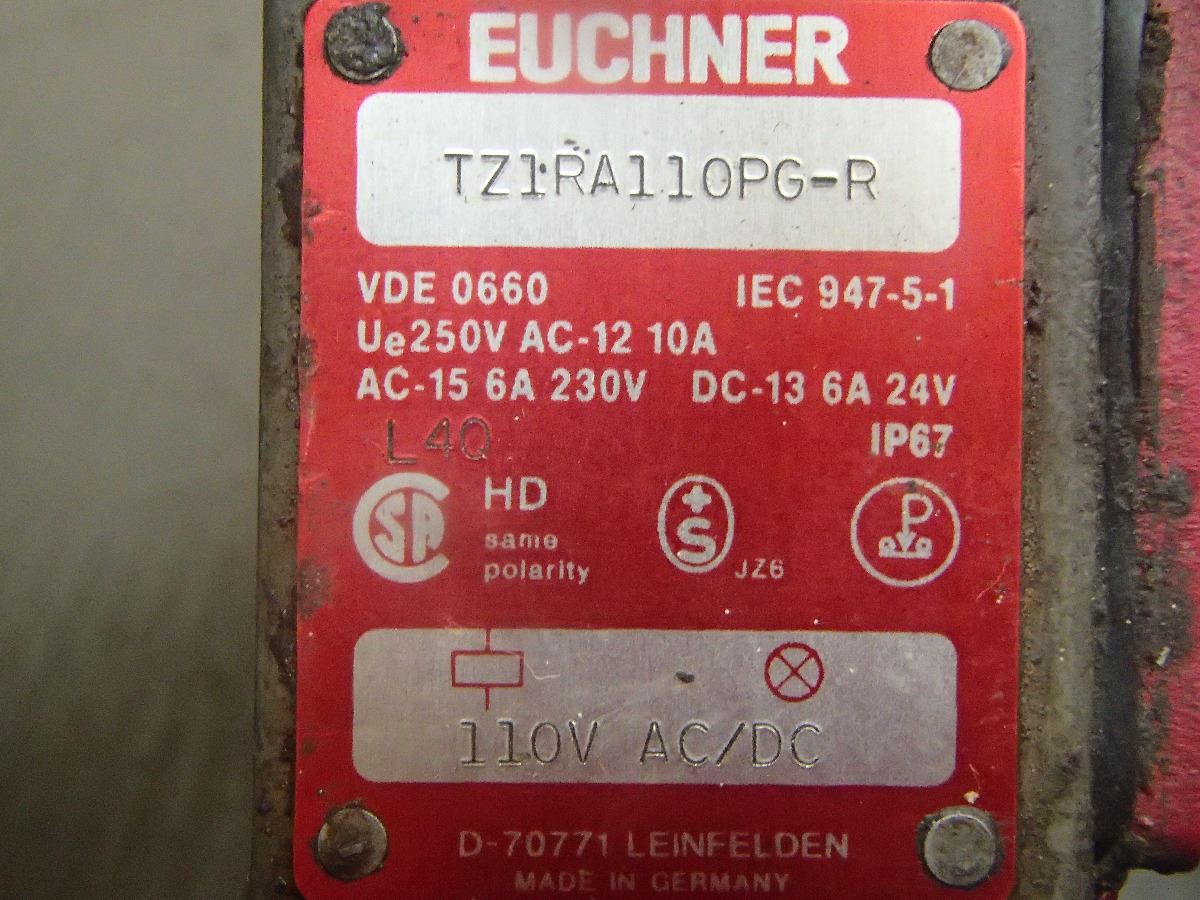 EUCHNER
TZ1RA110PG-R
VDE 0660 IEC 947-5-1
Ue250V AC-12 10A
AC-15 6A 230V DC-13 6A 24V
L4Q IP67
SA HD S P
same
polarity JZ6
110V AC/DC
D-70771 LEINFELDEN
MADE IN GERMANY